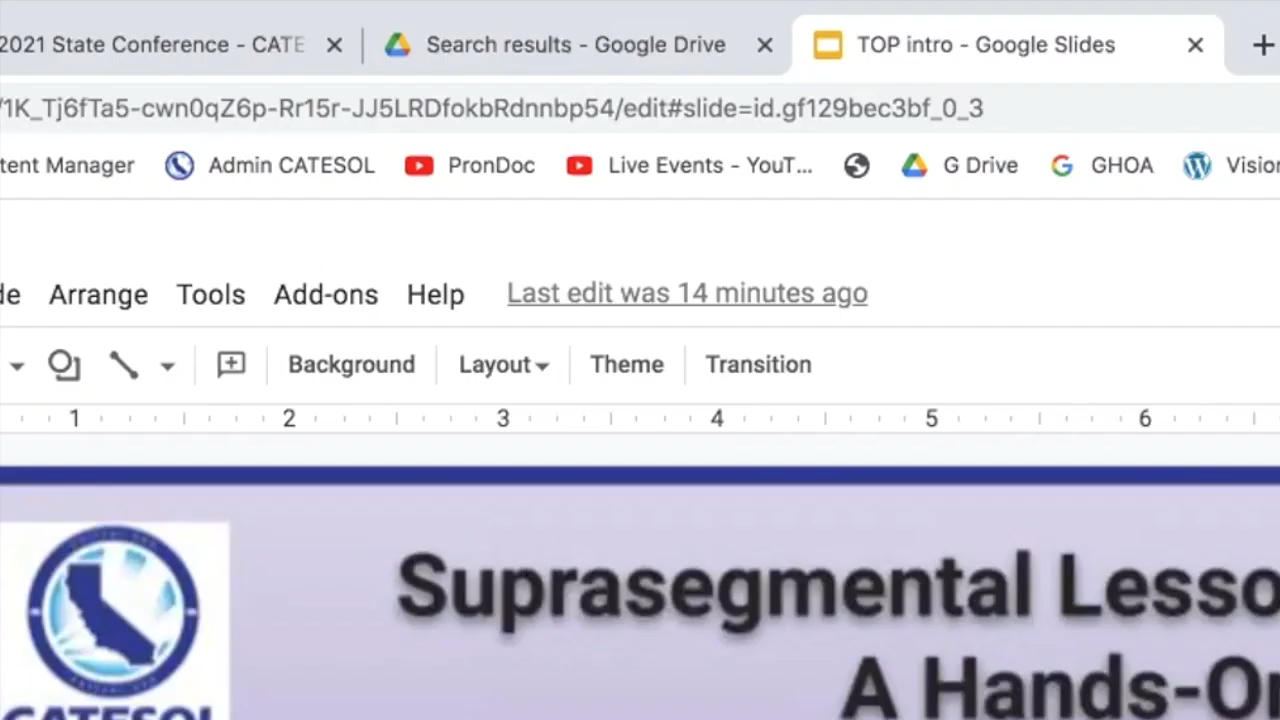 2021 State Conference - CATE
Search results - Google Drive
TOP intro - Google Slides
/1K_Tj6fTa5-cwn0qZ6p-Rr15r-JJ5LRDfokbRdnnbp54/edit#slide=id.gf129bec3bf_0_3
tent Manager Admin CATESOL PronDoc Live Events - YouT... G Drive GHOA Vision
de Arrange Tools Add-ons Help Last edit was 14 minutes ago
Background Layout Theme Transition
1 2 3 4 5 6
Suprasegmental Lesso
A Hands-On
CATESOL